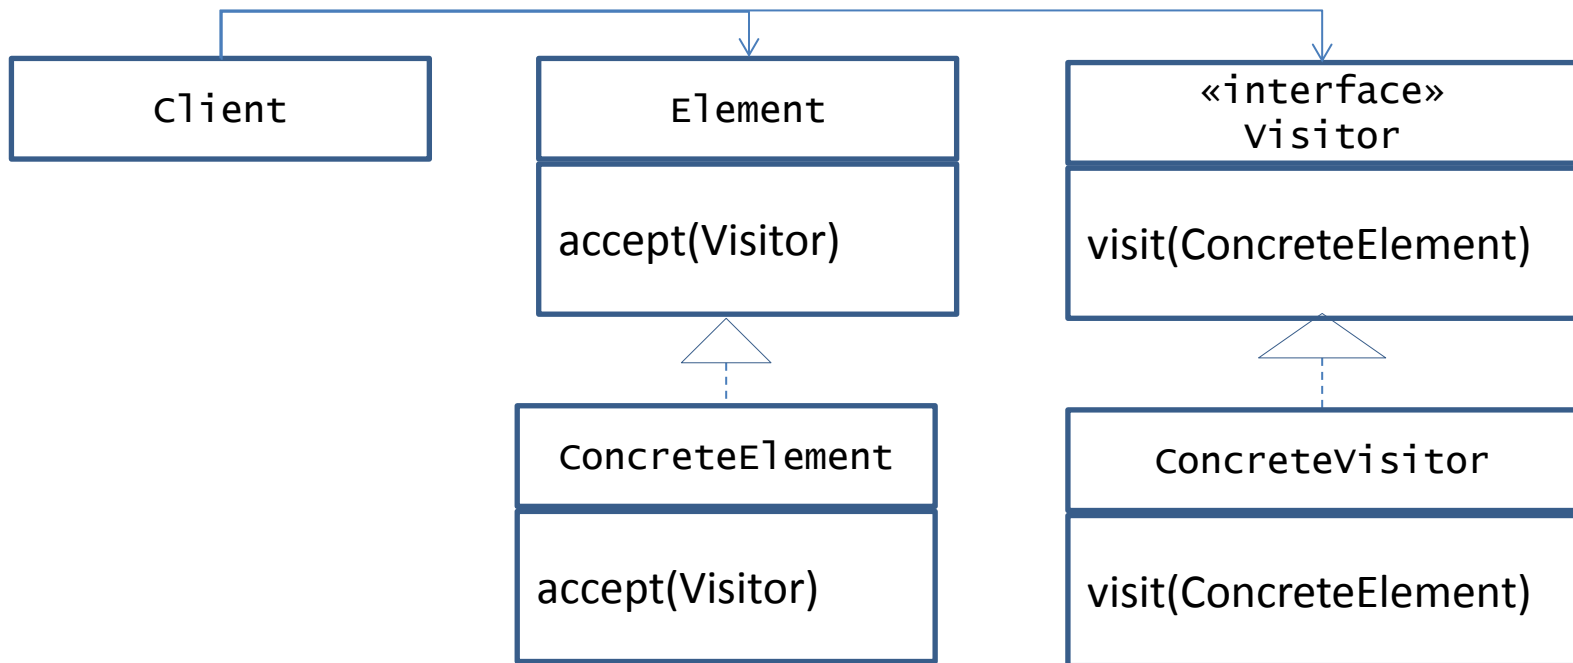 Client
Element
accept(Visitor)
«interface»
Visitor
visit(ConcreteElement)
ConcreteElement
accept(Visitor)
ConcreteVisitor
visit(ConcreteElement)